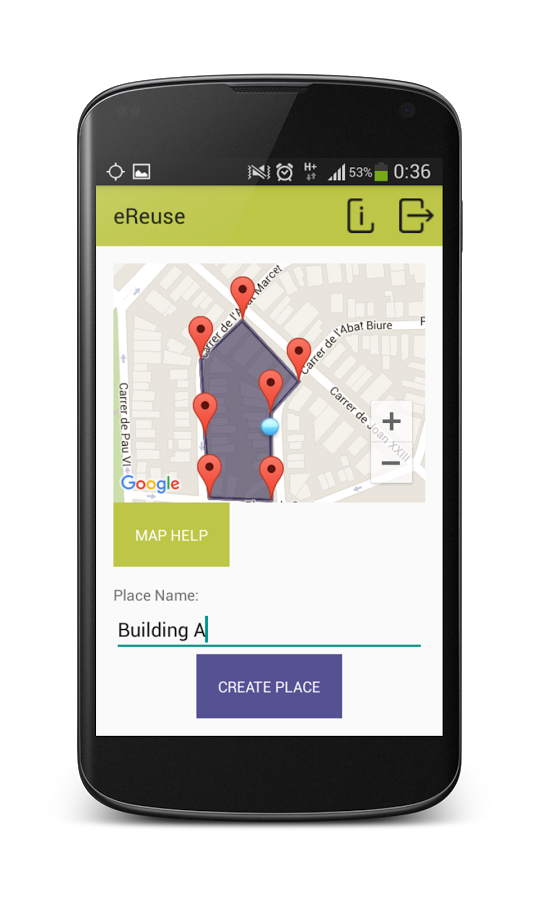 H+
53%
0:36
eReuse
Carrer de l'Abat Marcet
Carrer de l'Abat Biure
Carrer de Joan XXIII
Carrer de Pau VI
+
−
Google
MAP HELP
Place Name:
Building A
CREATE PLACE